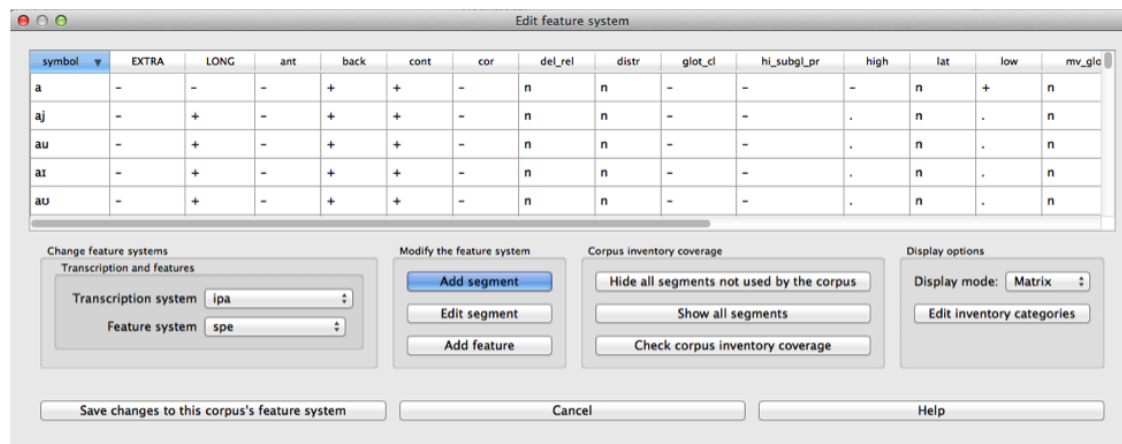 Edit feature system
symbol EXTRA LONG ant back cont cor del_rel distr glot_cl hi_subgl_pr high lat low mv_glo
a – – – + + – n n – – – n + n
aj – + – + + – n n – – . n . n
au – + – + + – n n – – . n . n
aɪ – + – + + – n n – – . n . n
aʊ – + – + + – n n – – . n . n
Change feature systems
Transcription and features
Transcription system ipa
Feature system spe
Modify the feature system
Add segment
Edit segment
Add feature
Corpus inventory coverage
Hide all segments not used by the corpus
Show all segments
Check corpus inventory coverage
Display options
Display mode: Matrix
Edit inventory categories
Save changes to this corpus's feature system
Cancel
Help